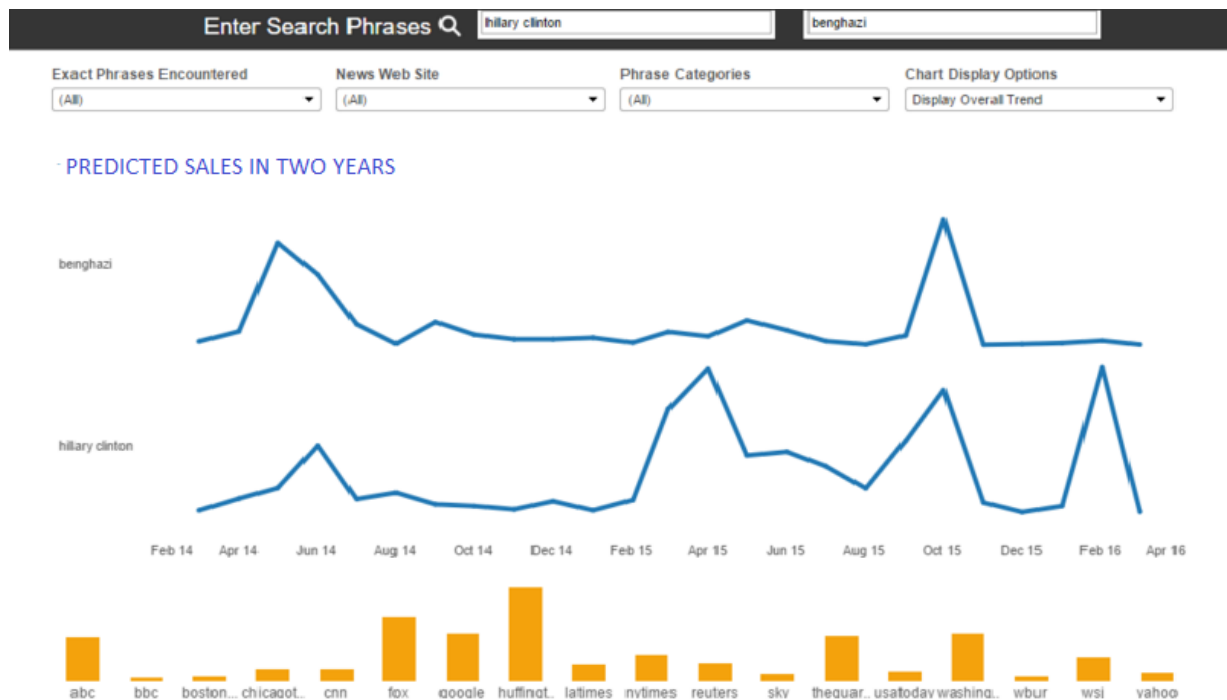 Enter Search Phrases hillary clinton benghazi
Exact Phrases Encountered News Web Site Phrase Categories Chart Display Options
(All) (All) (All) Display Overall Trend
PREDICTED SALES IN TWO YEARS
benghazi
hillary clinton
Feb 14 Apr 14 Jun 14 Aug 14 Oct 14 Dec 14 Feb 15 Apr 15 Jun 15 Aug 15 Oct 15 Dec 15 Feb 16 Apr 16
abc bbc boston... chicagot.. cnn fox google huffingt.. latimes nytimes reuters sky theguar.. usatoday washing.. wbur wsj yahoo